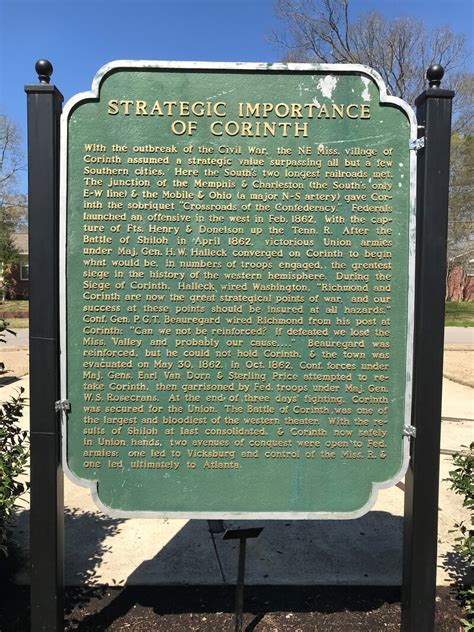 STRATEGIC IMPORTANCE
OF CORINTH
With the outbreak of the Civil War, the NE Miss. village of
Corinth assumed a strategic value surpassing all but a few
Southern cities. Here the South's two longest railroads met.
The junction of the Memphis & Charleston (the South's only
E-W line) & the Mobile & Ohio (a major N-S artery) gave Cor-
inth the sobriquet "Crossroads of the Confederacy." Federals
launched an offensive in the west in Feb. 1862. With the cap-
ture of Fts. Henry & Donelson up the Tenn. R. After the
Battle of Shiloh in April 1862, victorious Union armies
under Maj. Gen. H. W. Halleck converged on Corinth to begin
what would be, in numbers of troops engaged, the greatest
siege in the history of the western hemisphere. During the
Siege of Corinth, Halleck wired Washington, "Richmond and
Corinth are now the great strategical points of war, and our
success at these points should be insured at all hazards."
Conf. Gen. P.G.T. Beauregard wired Richmond from his post at
Corinth: "Can we not be reinforced? If defeated we lose the
Miss. Valley and probably our cause...." Beauregard was
reinforced, but he could not hold Corinth, & the town was
evacuated on May 30, 1862. In Oct. 1862, Conf. forces under
Maj. Gens. Earl Van Dorn & Sterling Price attempted to re-
take Corinth, then garrisoned by Fed. troops under Maj. Gen.
W.S. Rosecrans. At the end of three days' fighting, Corinth
was secured for the Union. The Battle of Corinth was one of
the largest and bloodiest of the western theater. With the re-
sults of Shiloh at last consolidated, & Corinth now safely
in Union hands, two avenues of conquest were open to Fed.
armies: one led to Vicksburg and control of the Miss. R. &
one led ultimately to Atlanta.